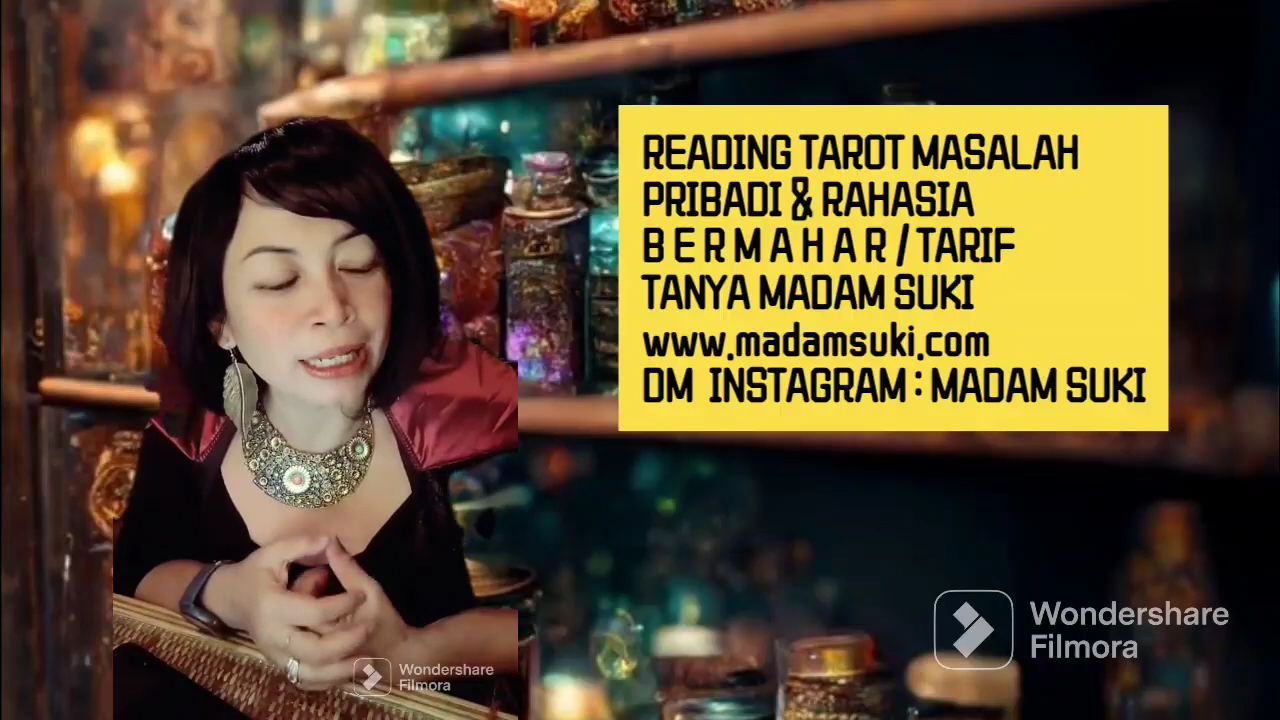 READING TAROT MASALAH
PRIBADI & RAHASIA
B E R M A H A R / TARIF
TANYA MADAM SUKI
www.madamsuki.com
DM INSTAGRAM : MADAM SUKI
Wondershare
Filmora
Wondershare
Filmora